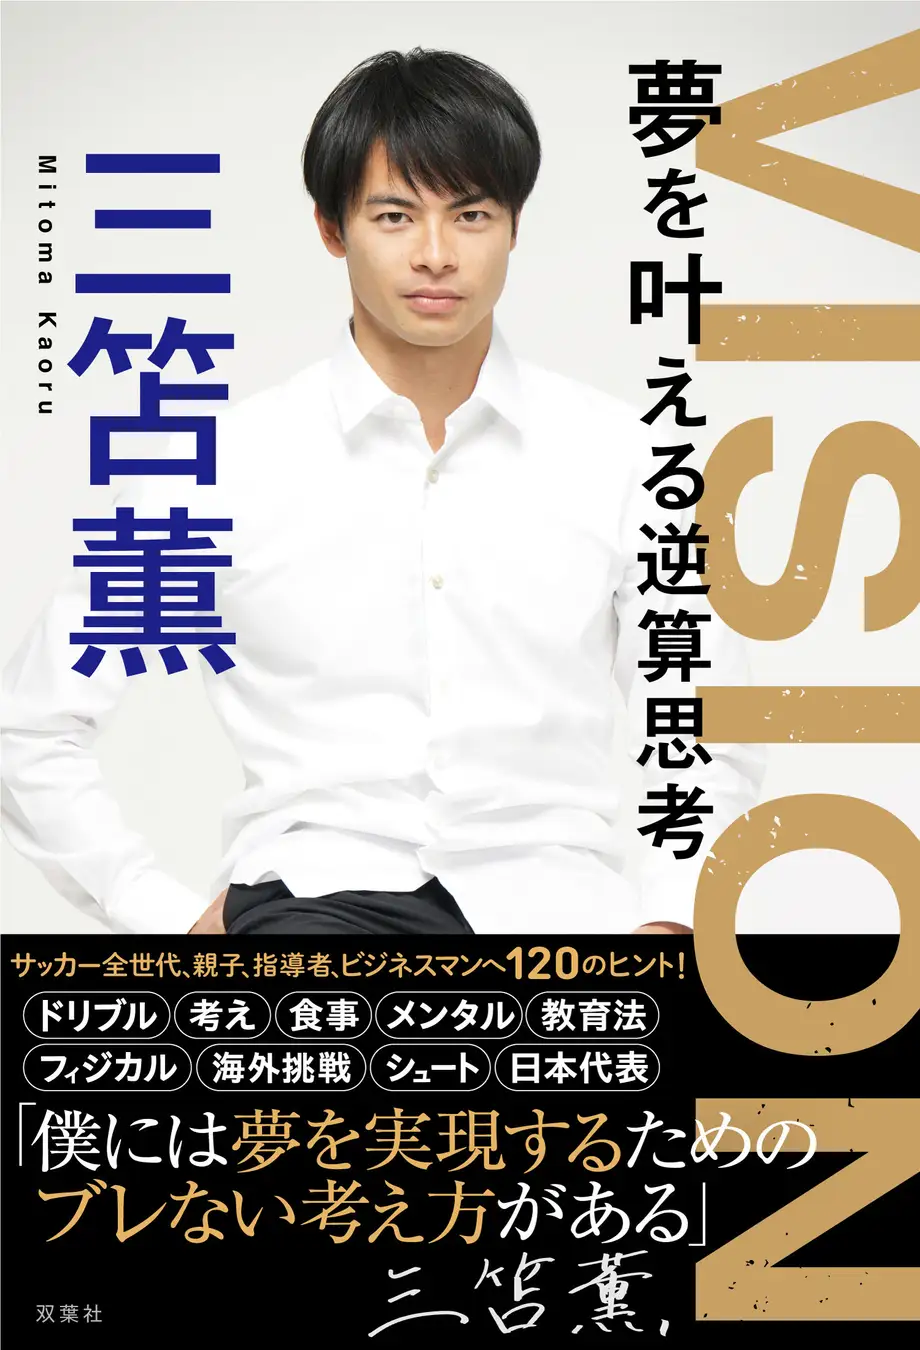 VISION
夢を叶える逆算思考
三笘薫
Mitoma Kaoru
サッカー全世代、親子、指導者、ビジネスマンへ120のヒント!
ドリブル 考え 食事 メンタル 教育法
フィジカル 海外挑戦 シュート 日本代表
「僕には夢を実現するための
ブレない考え方がある」
三笘薫
双葉社